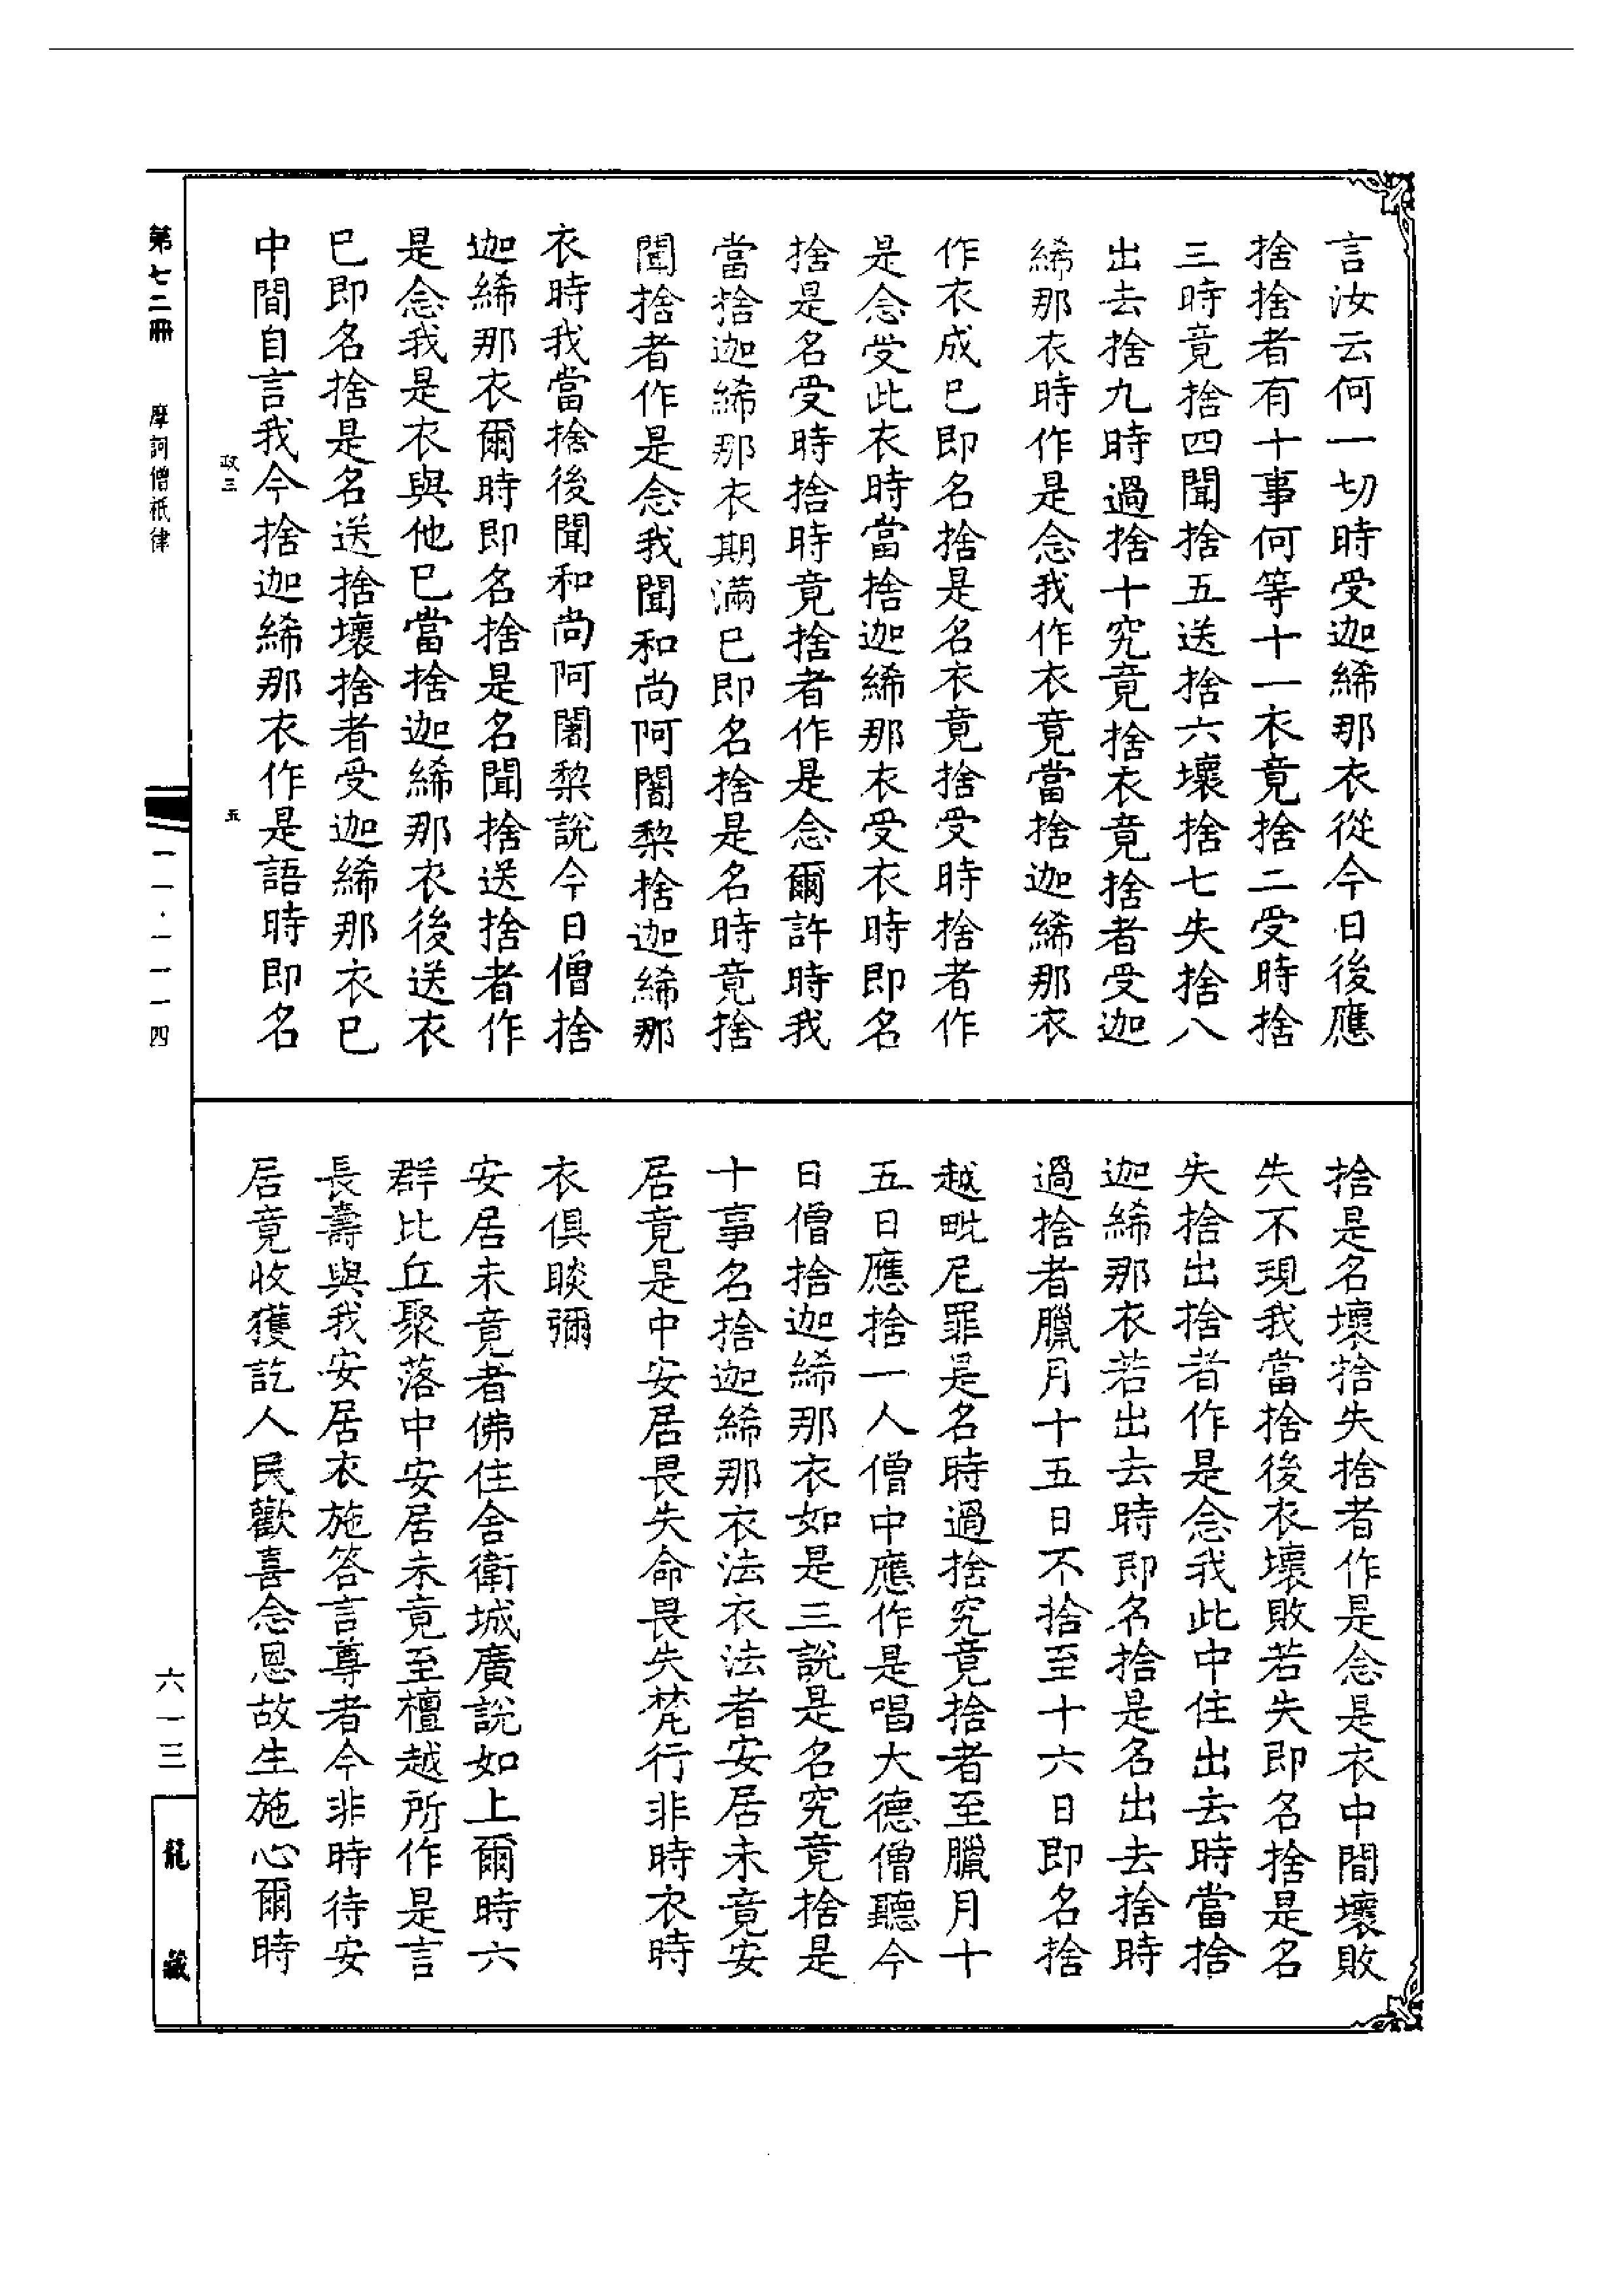 言汝云何一切時受迦絺那衣從今日後應
捨捨者有十事何等十一衣竟捨二受時捨
三時竟捨四聞捨五送捨六壞捨七失捨八
出去捨九時過捨十究竟捨衣竟捨者受迦
絺那衣時作是念我作衣竟當捨迦絺那衣
作衣成已即名捨是名衣竟捨受時捨者作
是念受此衣時當捨迦絺那衣受衣時即名
捨是名受時捨時竟捨者作是念爾許時我
當捨迦絺那衣期滿已即名捨是名時竟捨
聞捨者作是念我聞和尚阿闍棃捨迦絺那
衣時我當捨後聞和尚阿闍棃說今日僧捨
迦絺那衣爾時即名捨是名聞捨送捨者作
是念我是衣與他已當捨迦絺那衣後送衣
已即名捨是名送捨壞捨者受迦絺那衣已
中間自言我今捨迦絺那衣作是語時即名
捨是名壞捨失捨者作是念是衣中間壞敗
失不現我當捨後衣壞敗若失即名捨是名
失捨出捨者作是念我此中住出去時當捨
迦絺那衣若出去時即名捨是名出去捨時
過捨者臘月十五日不捨至十六日即名捨
越毗尼罪是名時過捨究竟捨者至臘月十
五日應捨一人僧中應作是唱大德僧聽今
日僧捨迦絺那衣如是三說是名究竟捨是
十事名捨迦絺那衣法衣法者安居未竟安
居竟是中安居畏失命畏失梵行非時衣時
衣俱睒彌
安居未竟者佛住舍衛城廣說如上爾時六
群比丘聚落中安居未竟至檀越所作是言
長壽與我安居衣施答言尊者今非時待安
居竟收獲訖人民歡喜念恩故生施心爾時
政三
五
第七二冊
摩訶僧祇律
一一·一一一四
六一三
龍藏